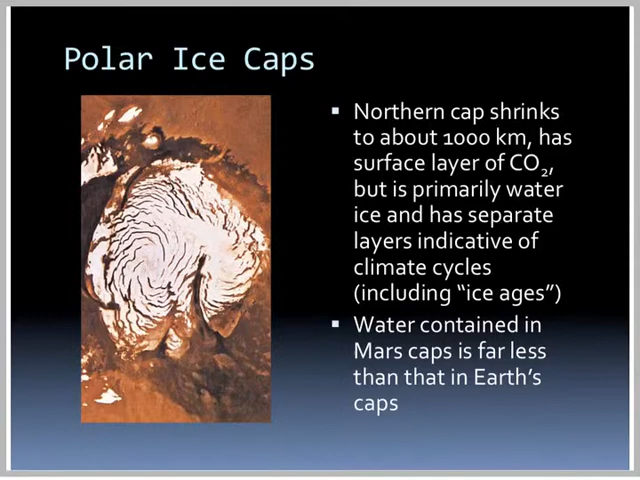 Polar Ice Caps
▪ Northern cap shrinks
to about 1000 km, has
surface layer of CO₂,
but is primarily water
ice and has separate
layers indicative of
climate cycles
(including “ice ages”)
▪ Water contained in
Mars caps is far less
than that in Earth’s
caps